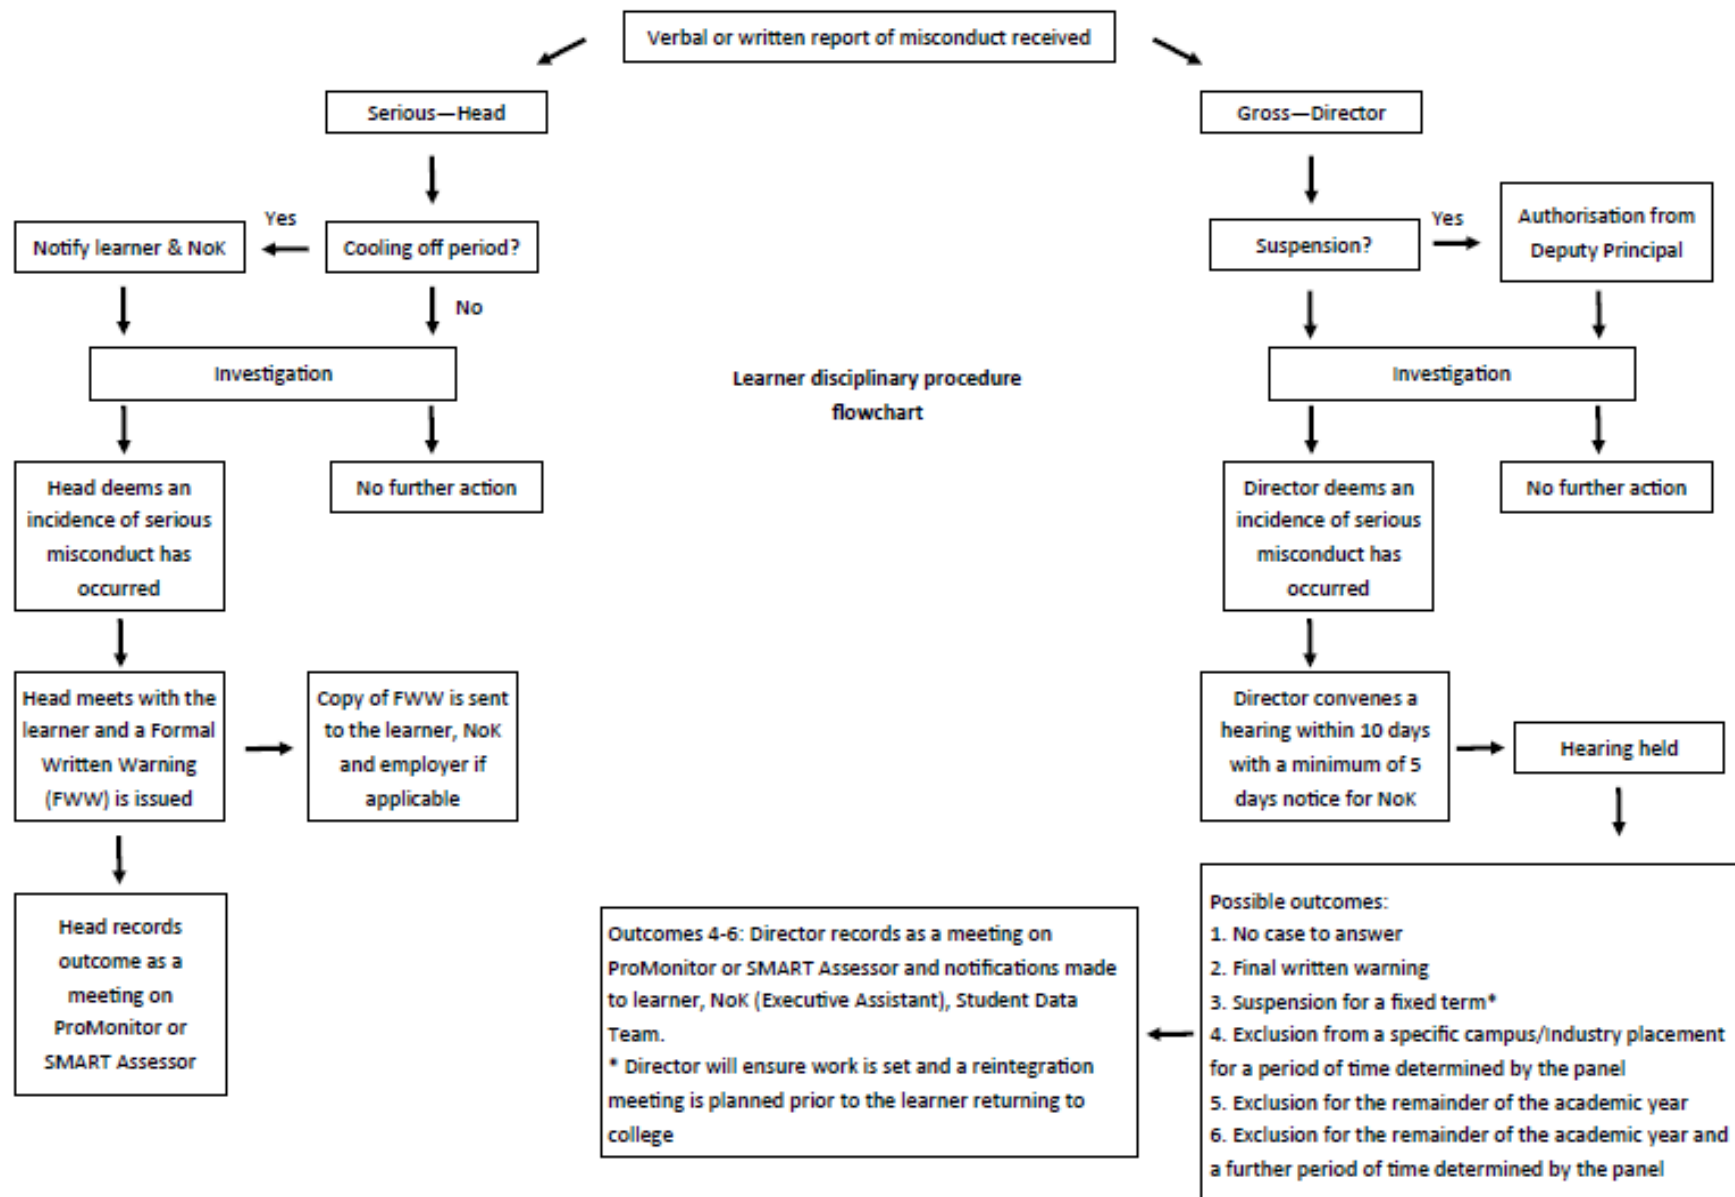 Verbal or written report of misconduct received
Serious—Head
Gross—Director
Yes
Notify learner & NoK
Cooling off period?
No
Suspension?
Yes
Authorisation from
Deputy Principal
Investigation
Learner disciplinary procedure
flowchart
Investigation
Head deems an
incidence of serious
misconduct has
occurred
No further action
Director deems an
incidence of serious
misconduct has
occurred
No further action
Head meets with the
learner and a Formal
Written Warning
(FWW) is issued
Copy of FWW is sent
to the learner, NoK
and employer if
applicable
Director convenes a
hearing within 10 days
with a minimum of 5
days notice for NoK
Hearing held
Head records
outcome as a
meeting on
ProMonitor or
SMART Assessor
Outcomes 4-6: Director records as a meeting on
ProMonitor or SMART Assessor and notifications made
to learner, NoK (Executive Assistant), Student Data
Team.
* Director will ensure work is set and a reintegration
meeting is planned prior to the learner returning to
college
Possible outcomes:
1. No case to answer
2. Final written warning
3. Suspension for a fixed term*
4. Exclusion from a specific campus/Industry placement
for a period of time determined by the panel
5. Exclusion for the remainder of the academic year
6. Exclusion for the remainder of the academic year and
a further period of time determined by the panel